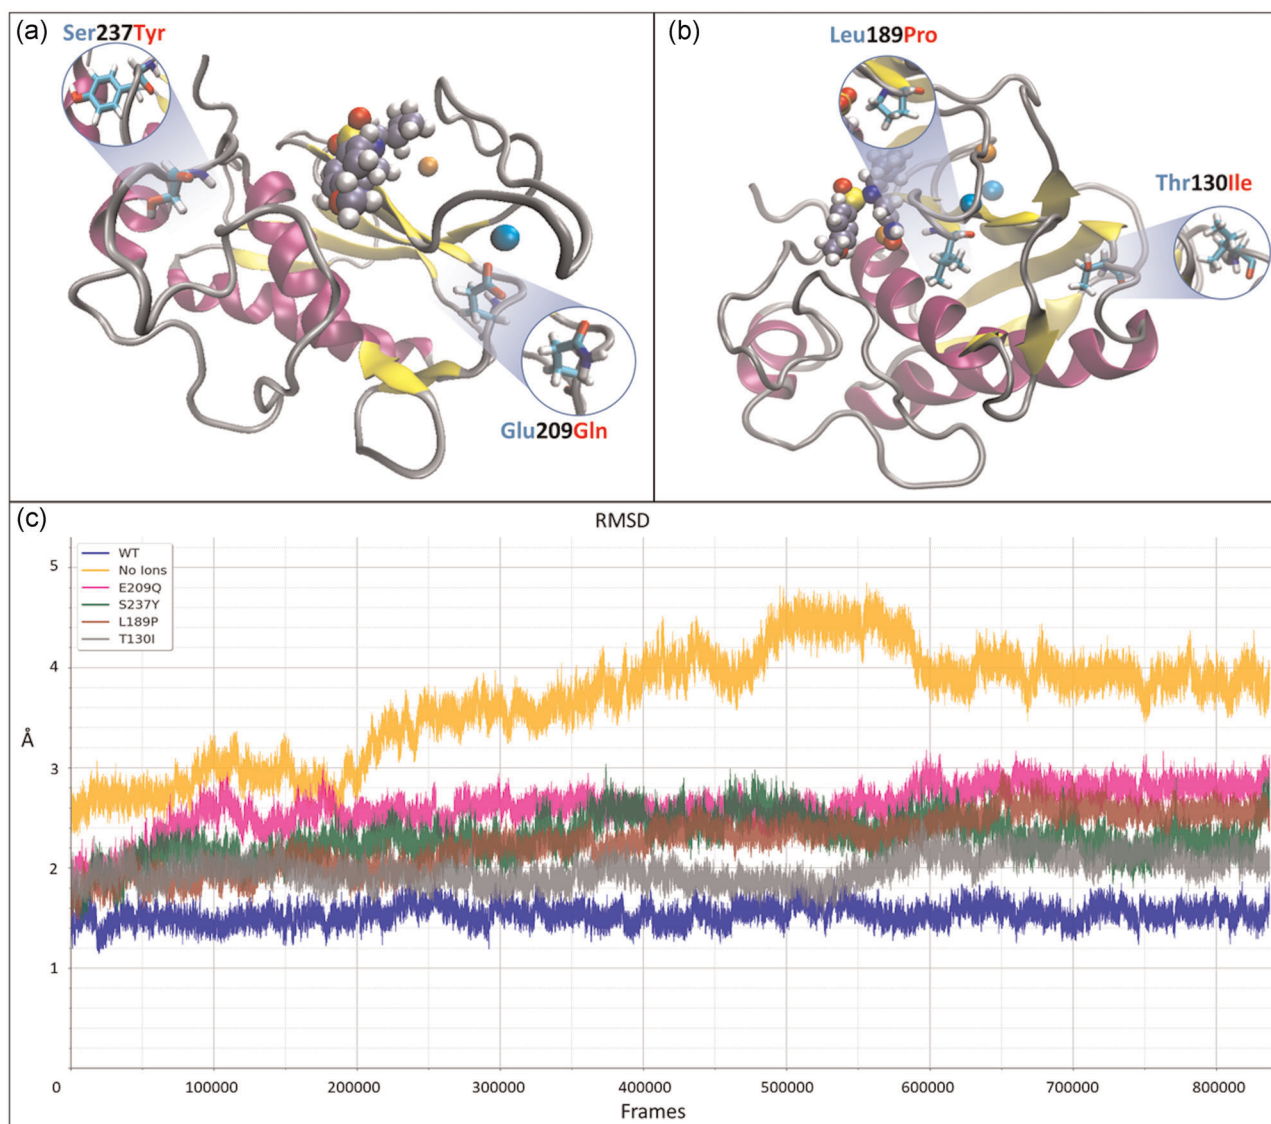 (a)
Ser237Tyr
Glu209Gln
(b)
Leu189Pro
Thr130Ile
(c)
RMSD
WT
No Ions
E209Q
S237Y
L189P
T130I
5
4
Å
3
2
1
0 100000 200000 300000 400000 500000 600000 700000 800000
Frames